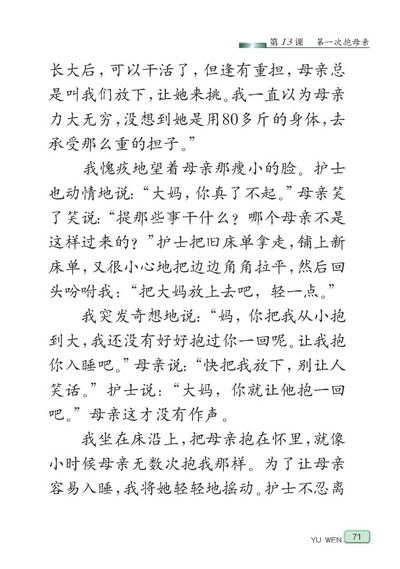 第13课 第一次抱母亲
长大后，可以干活了，但逢有重担，母亲总
是叫我们放下，让她来挑。我一直以为母亲
力大无穷，没想到她是用80多斤的身体，去
承受那么重的担子。”
我愧疚地望着母亲那瘦小的脸。护士
也动情地说：“大妈，你真了不起。”母亲笑
了笑说：“提那些事干什么？哪个母亲不是
这样过来的？”护士把旧床单拿走，铺上新
床单，又很小心地把边边角角拉平，然后回
头吩咐我：“把大妈放上去吧，轻一点。”
我突发奇想地说：“妈，你把我从小抱
到大，我还没有好好抱过你一回呢。让我抱
你入睡吧。”母亲说：“快把我放下，别让人
笑话。”护士说：“大妈，你就让他抱一回
吧。”母亲这才没有作声。
我坐在床沿上，把母亲抱在怀里，就像
小时候母亲无数次抱我那样。为了让母亲
容易入睡，我将她轻轻地摇动。护士不忍离
YU WEN 71